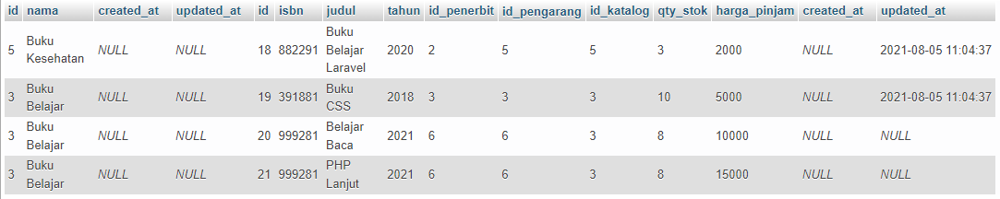 id nama created_at updated_at id isbn judul tahun id_penerbit id_pengarang id_katalog qty_stok harga_pinjam created_at updated_at
5 Buku Kesehatan NULL NULL 18 882291 Buku Belajar Laravel 2020 2 5 5 3 2000 NULL 2021-08-05 11:04:37
3 Buku Belajar NULL NULL 19 391881 Buku CSS 2018 3 3 3 10 5000 NULL 2021-08-05 11:04:37
3 Buku Belajar NULL NULL 20 999281 Belajar Baca 2021 6 6 3 8 10000 NULL NULL
3 Buku Belajar NULL NULL 21 999281 PHP Lanjut 2021 6 6 3 8 15000 NULL NULL